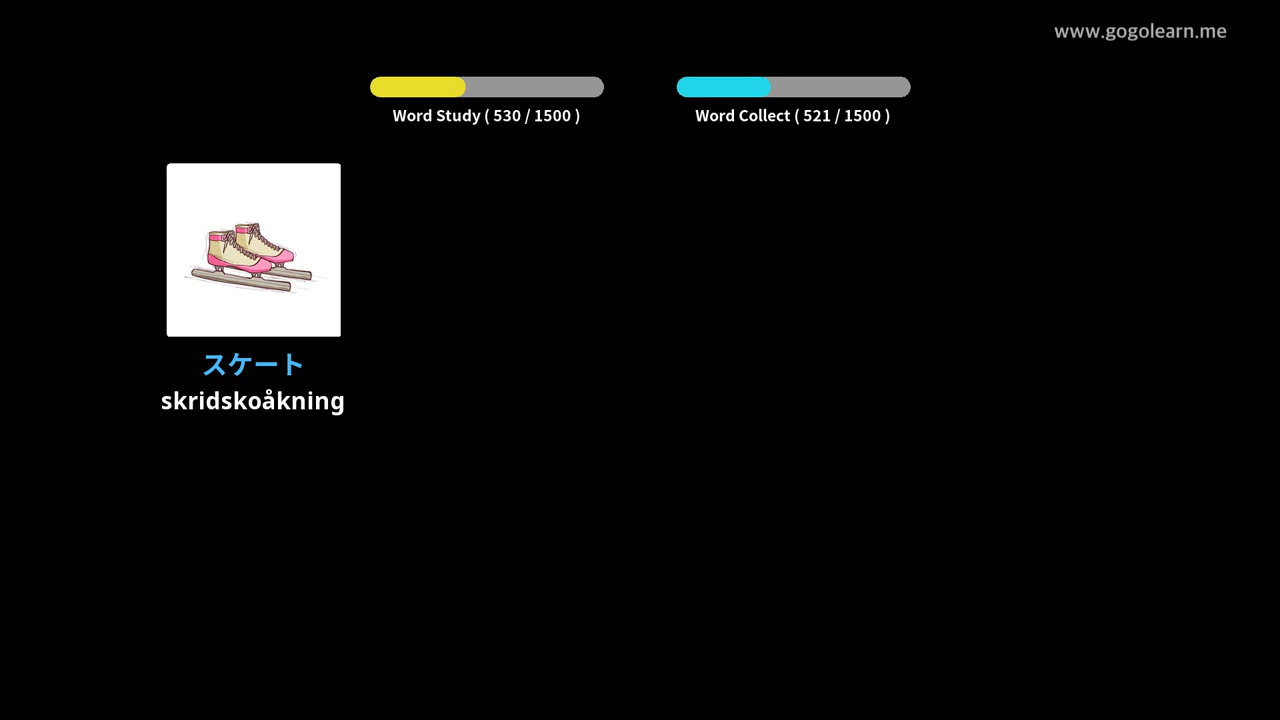 www.gogolearn.me
Word Study ( 530 / 1500 )
Word Collect ( 521 / 1500 )
スケート
skridskoåkning